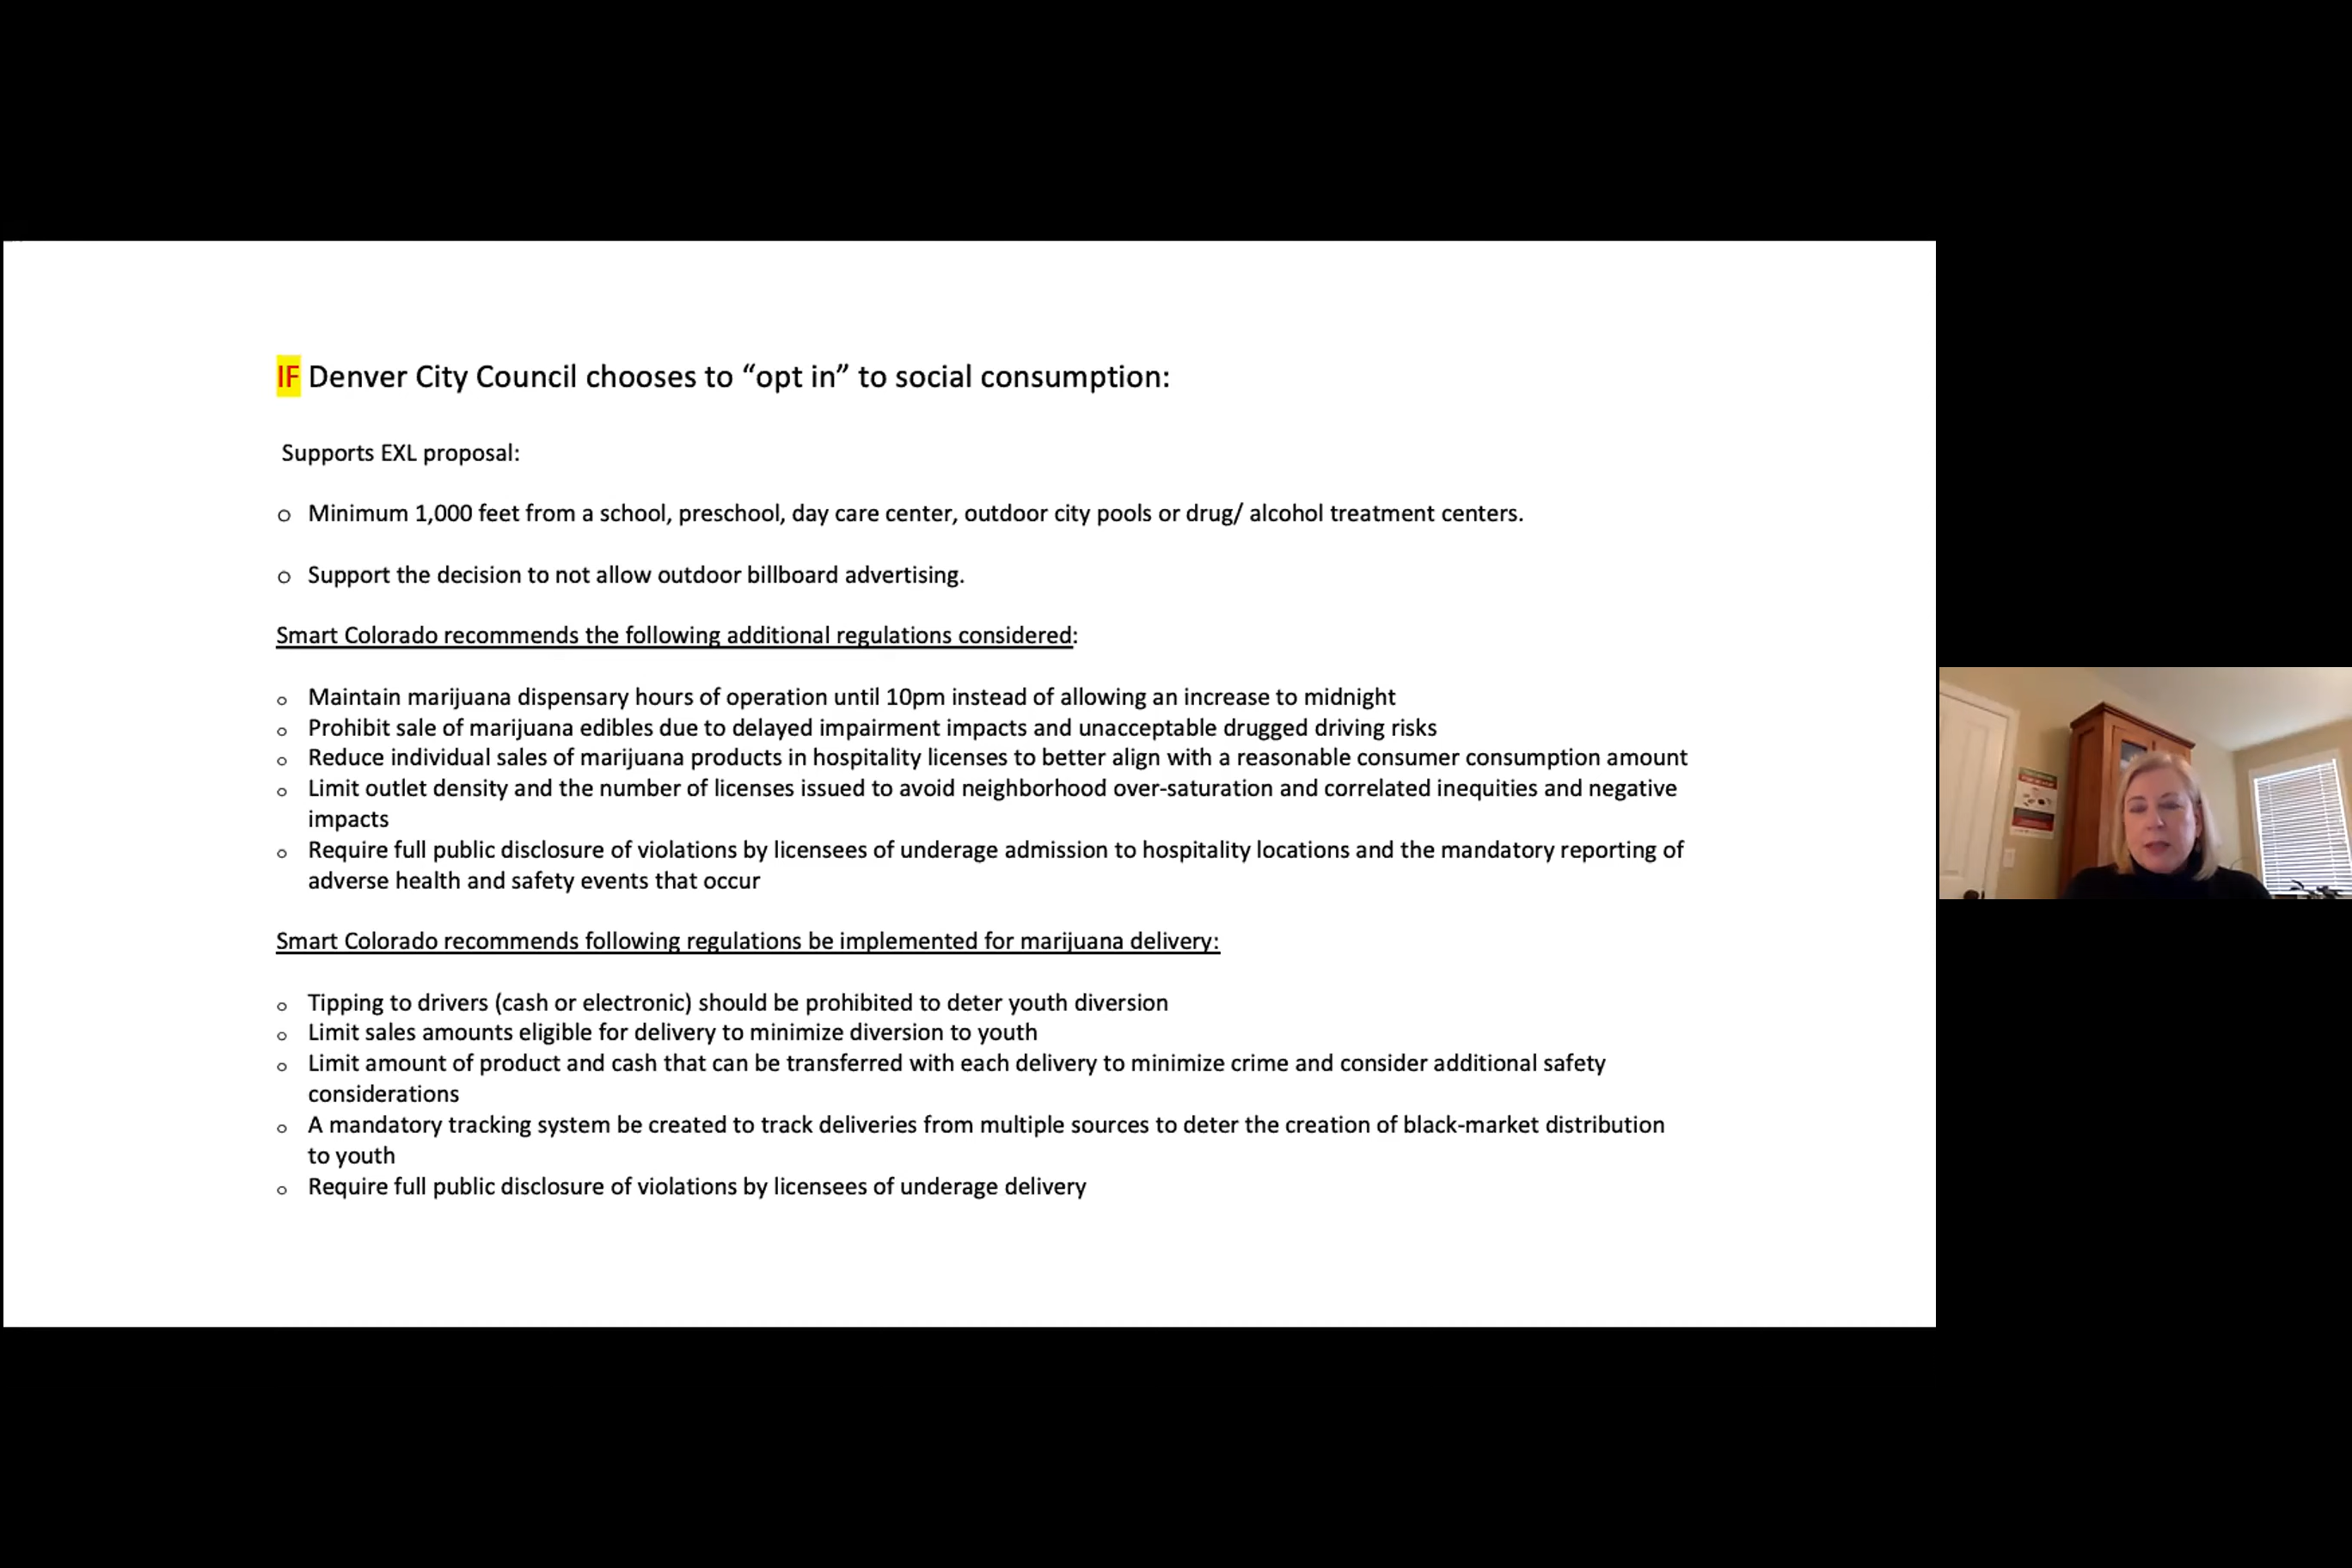 IF Denver City Council chooses to “opt in” to social consumption:
Supports EXL proposal:
o Minimum 1,000 feet from a school, preschool, day care center, outdoor city pools or drug/ alcohol treatment centers.
o Support the decision to not allow outdoor billboard advertising.
Smart Colorado recommends the following additional regulations considered:
o Maintain marijuana dispensary hours of operation until 10pm instead of allowing an increase to midnight
o Prohibit sale of marijuana edibles due to delayed impairment impacts and unacceptable drugged driving risks
o Reduce individual sales of marijuana products in hospitality licenses to better align with a reasonable consumer consumption amount
o Limit outlet density and the number of licenses issued to avoid neighborhood over-saturation and correlated inequities and negative
impacts
o Require full public disclosure of violations by licensees of underage admission to hospitality locations and the mandatory reporting of
adverse health and safety events that occur
Smart Colorado recommends following regulations be implemented for marijuana delivery:
o Tipping to drivers (cash or electronic) should be prohibited to deter youth diversion
o Limit sales amounts eligible for delivery to minimize diversion to youth
o Limit amount of product and cash that can be transferred with each delivery to minimize crime and consider additional safety
considerations
o A mandatory tracking system be created to track deliveries from multiple sources to deter the creation of black-market distribution
to youth
o Require full public disclosure of violations by licensees of underage delivery